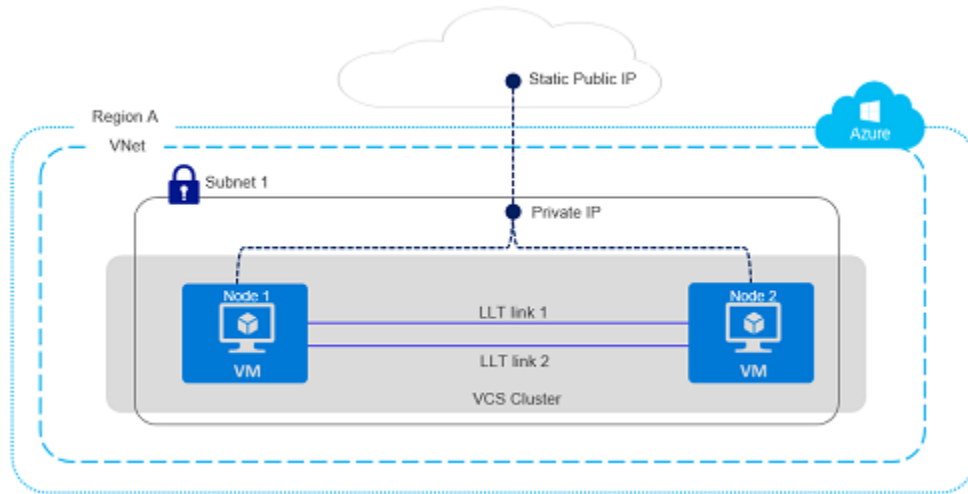 Static Public IP
Region A
Azure
VNet
Subnet 1
Private IP
Node 1
Node 2
LLT link 1
LLT link 2
VM
VM
VCS Cluster